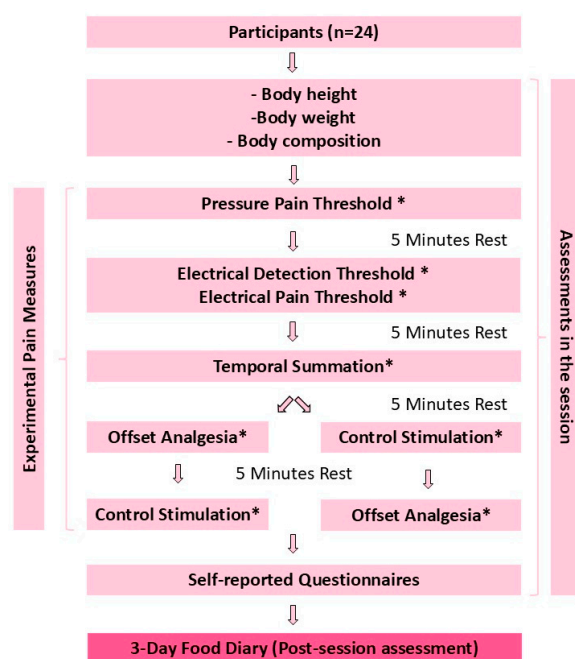 Participants (n=24)
- Body height
-Body weight
- Body composition
Pressure Pain Threshold *
5 Minutes Rest
Electrical Detection Threshold *
Electrical Pain Threshold *
5 Minutes Rest
Temporal Summation*
5 Minutes Rest
Offset Analgesia*
Control Stimulation*
5 Minutes Rest
Control Stimulation*
Offset Analgesia*
Self-reported Questionnaires
3-Day Food Diary (Post-session assessment)
Experimental Pain Measures
Assessments in the session